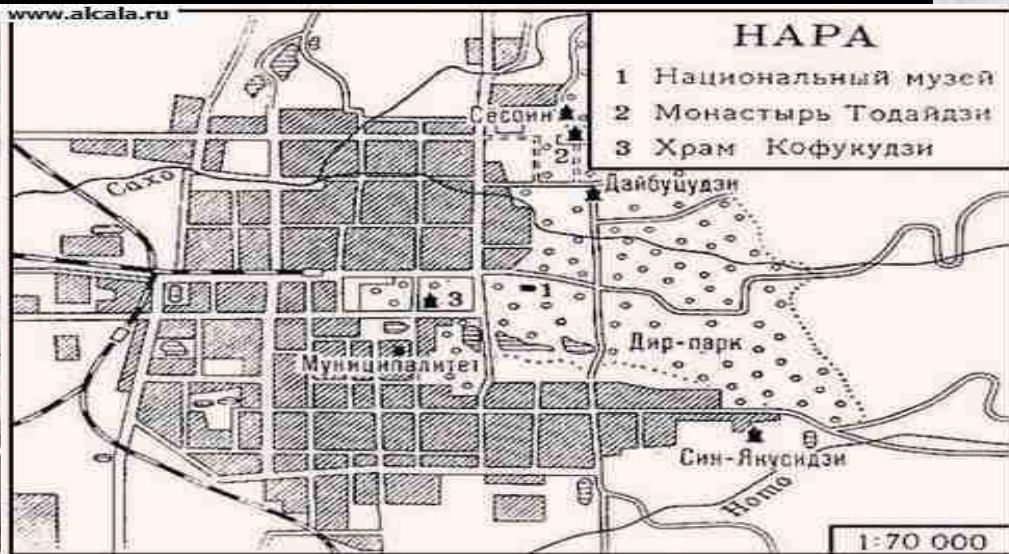 www.alcala.ru
НАРА
1 Национальный музей
2 Монастырь Тодайдзи
3 Храм Кофукудзи
Сёсоин
2
Дайбуцудзи
Сахо
1
3
Дир-парк
Муниципалитет
Син-Якусидзи
Ното
1:70 000